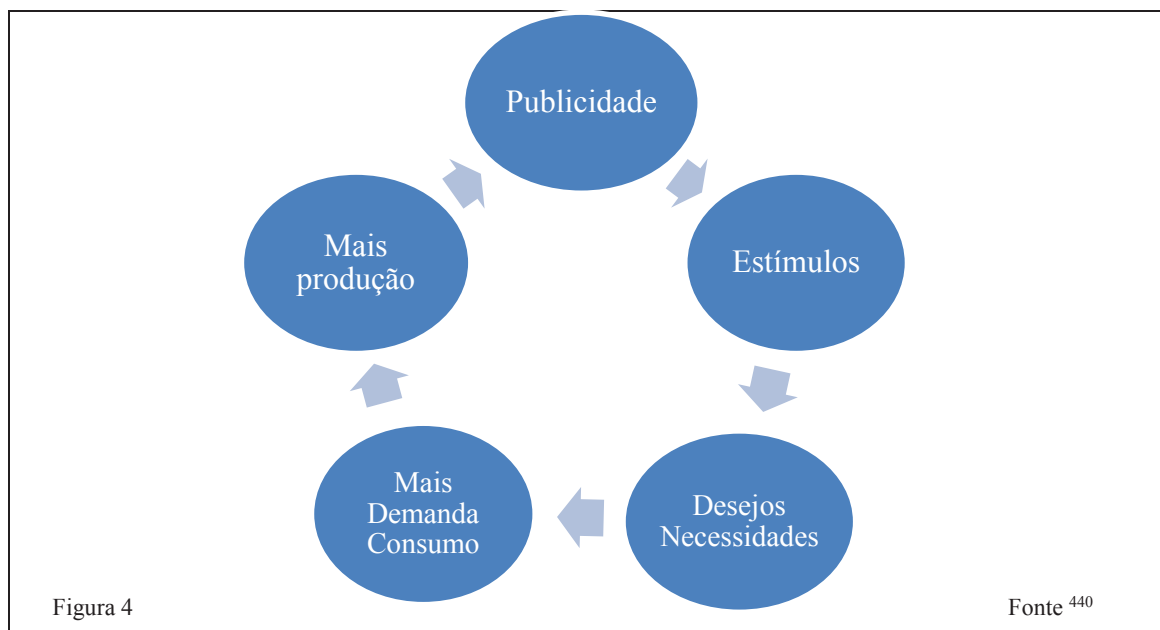 Publicidade
Estímulos
Desejos
Necessidades
Mais
Demanda
Consumo
Mais
produção
Figura 4
Fonte 440